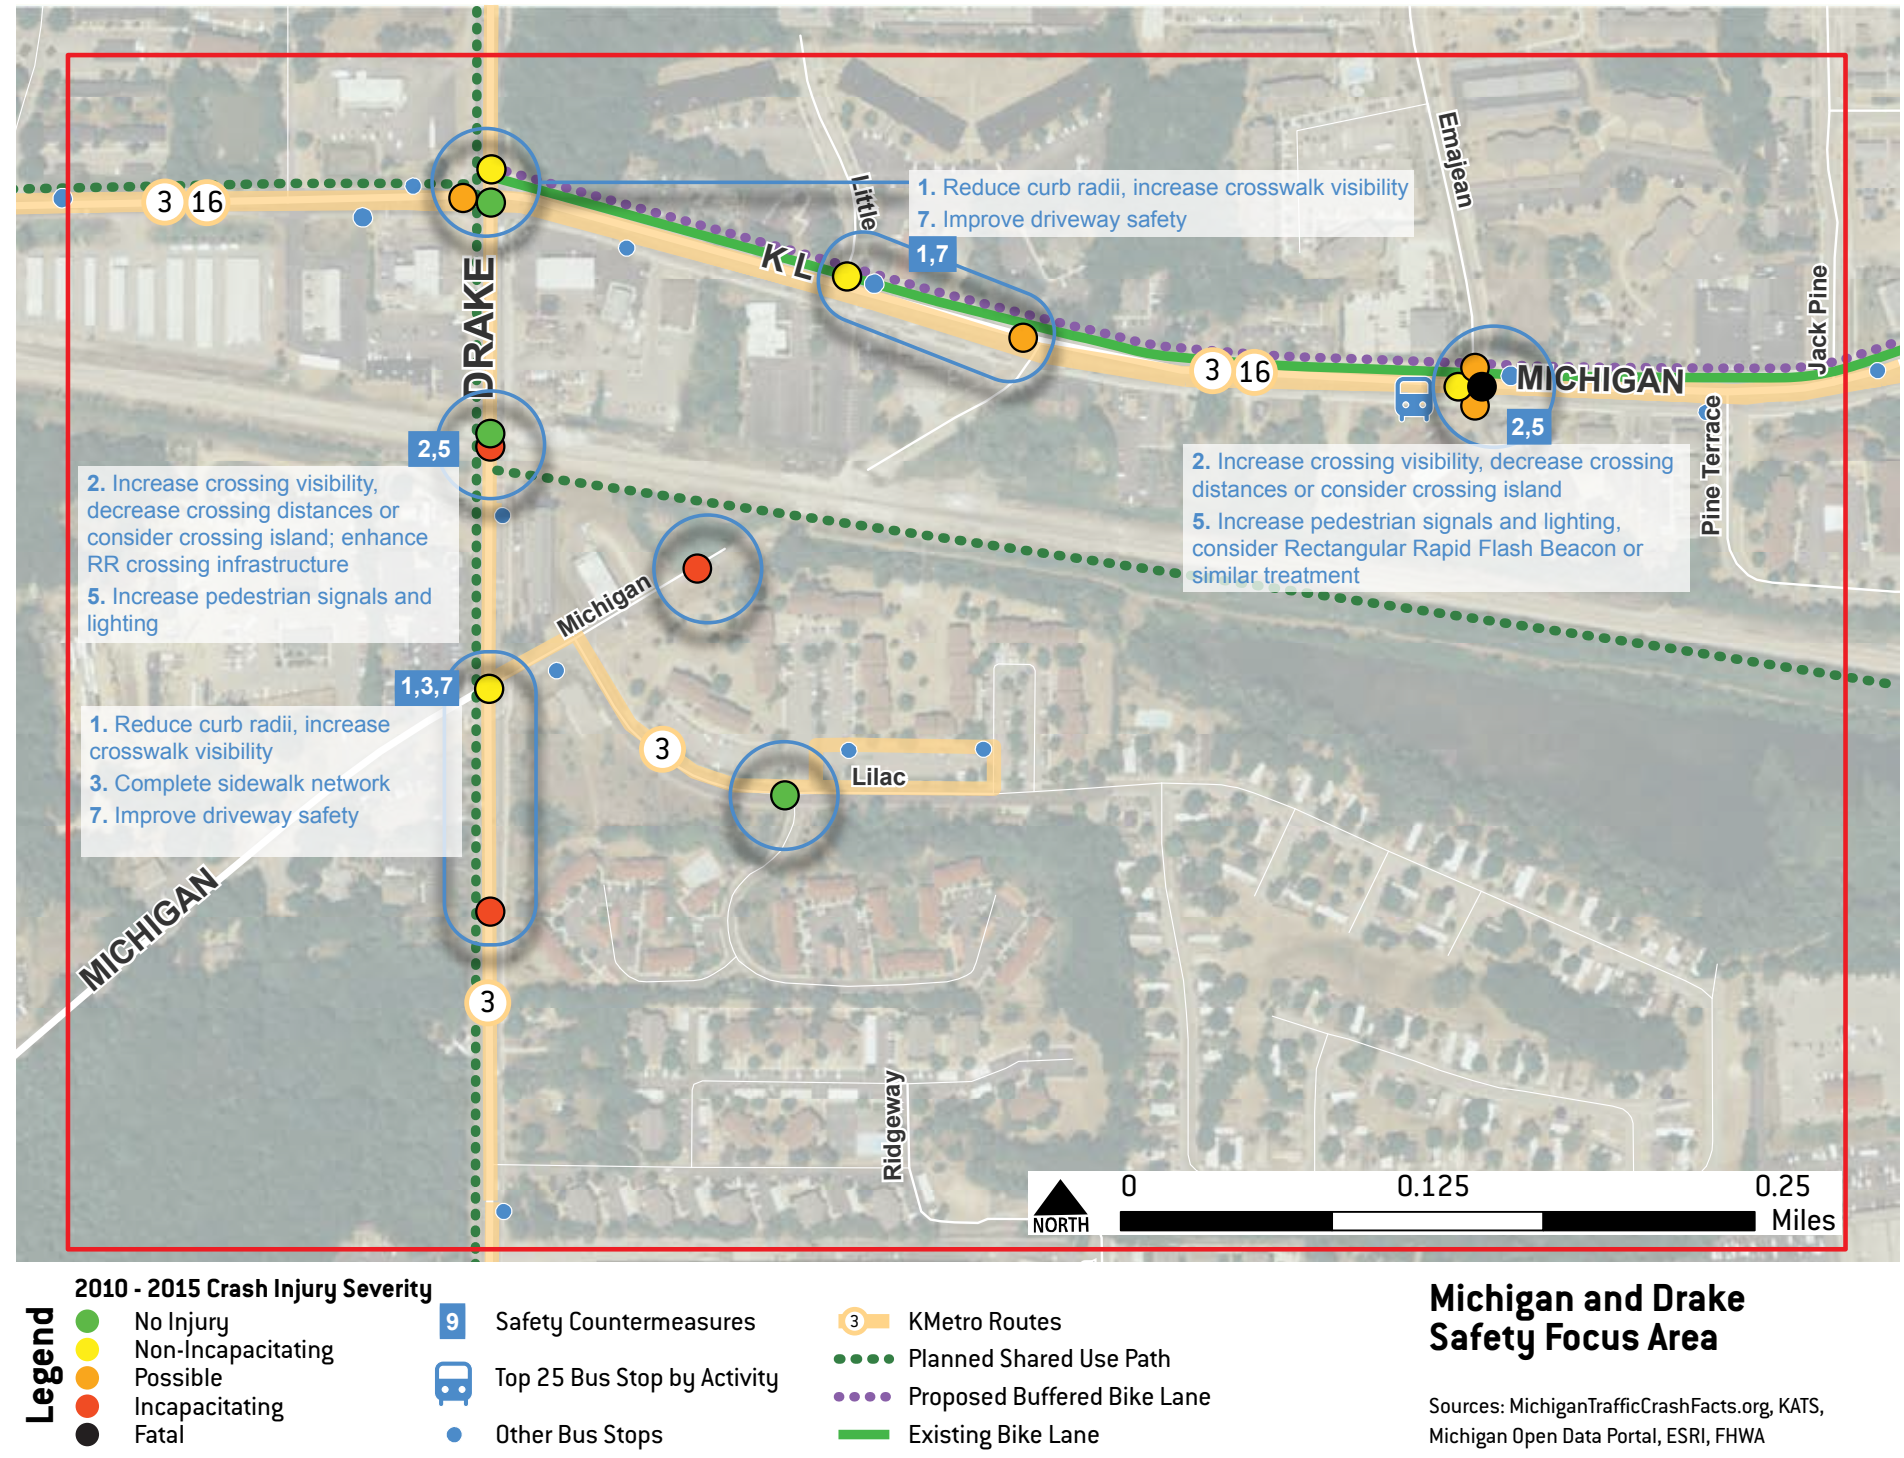 3 16
DRAKE
K L
Little
1. Reduce curb radii, increase crosswalk visibility
7. Improve driveway safety
1,7
Emajean
Jack Pine
3 16
MICHIGAN
2,5
2. Increase crossing visibility, decrease crossing
distances or consider crossing island
5. Increase pedestrian signals and lighting,
consider Rectangular Rapid Flash Beacon or
similar treatment
Pine Terrace
2,5
2. Increase crossing visibility,
decrease crossing distances or
consider crossing island; enhance
RR crossing infrastructure
5. Increase pedestrian signals and
lighting
Michigan
1,3,7
1. Reduce curb radii, increase
crosswalk visibility
3. Complete sidewalk network
7. Improve driveway safety
3
Lilac
MICHIGAN
3
Ridgeway
NORTH
0 0.125 0.25
Miles
Legend
2010 - 2015 Crash Injury Severity
No Injury
Non-Incapacitating
Possible
Incapacitating
Fatal
9 Safety Countermeasures
Top 25 Bus Stop by Activity
Other Bus Stops
3 KMetro Routes
Planned Shared Use Path
Proposed Buffered Bike Lane
Existing Bike Lane
Michigan and Drake
Safety Focus Area
Sources: MichiganTrafficCrashFacts.org, KATS,
Michigan Open Data Portal, ESRI, FHWA